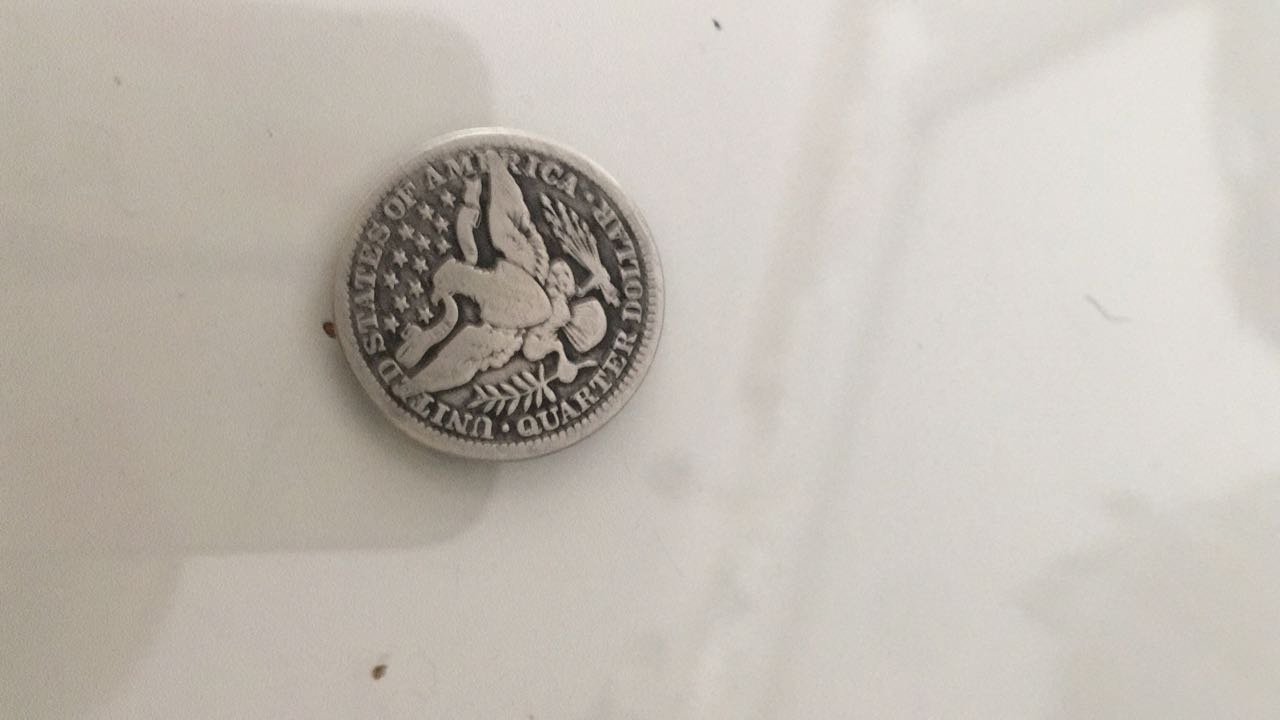 UNITED STATES OF AMERICA
· QUARTER DOLLAR ·